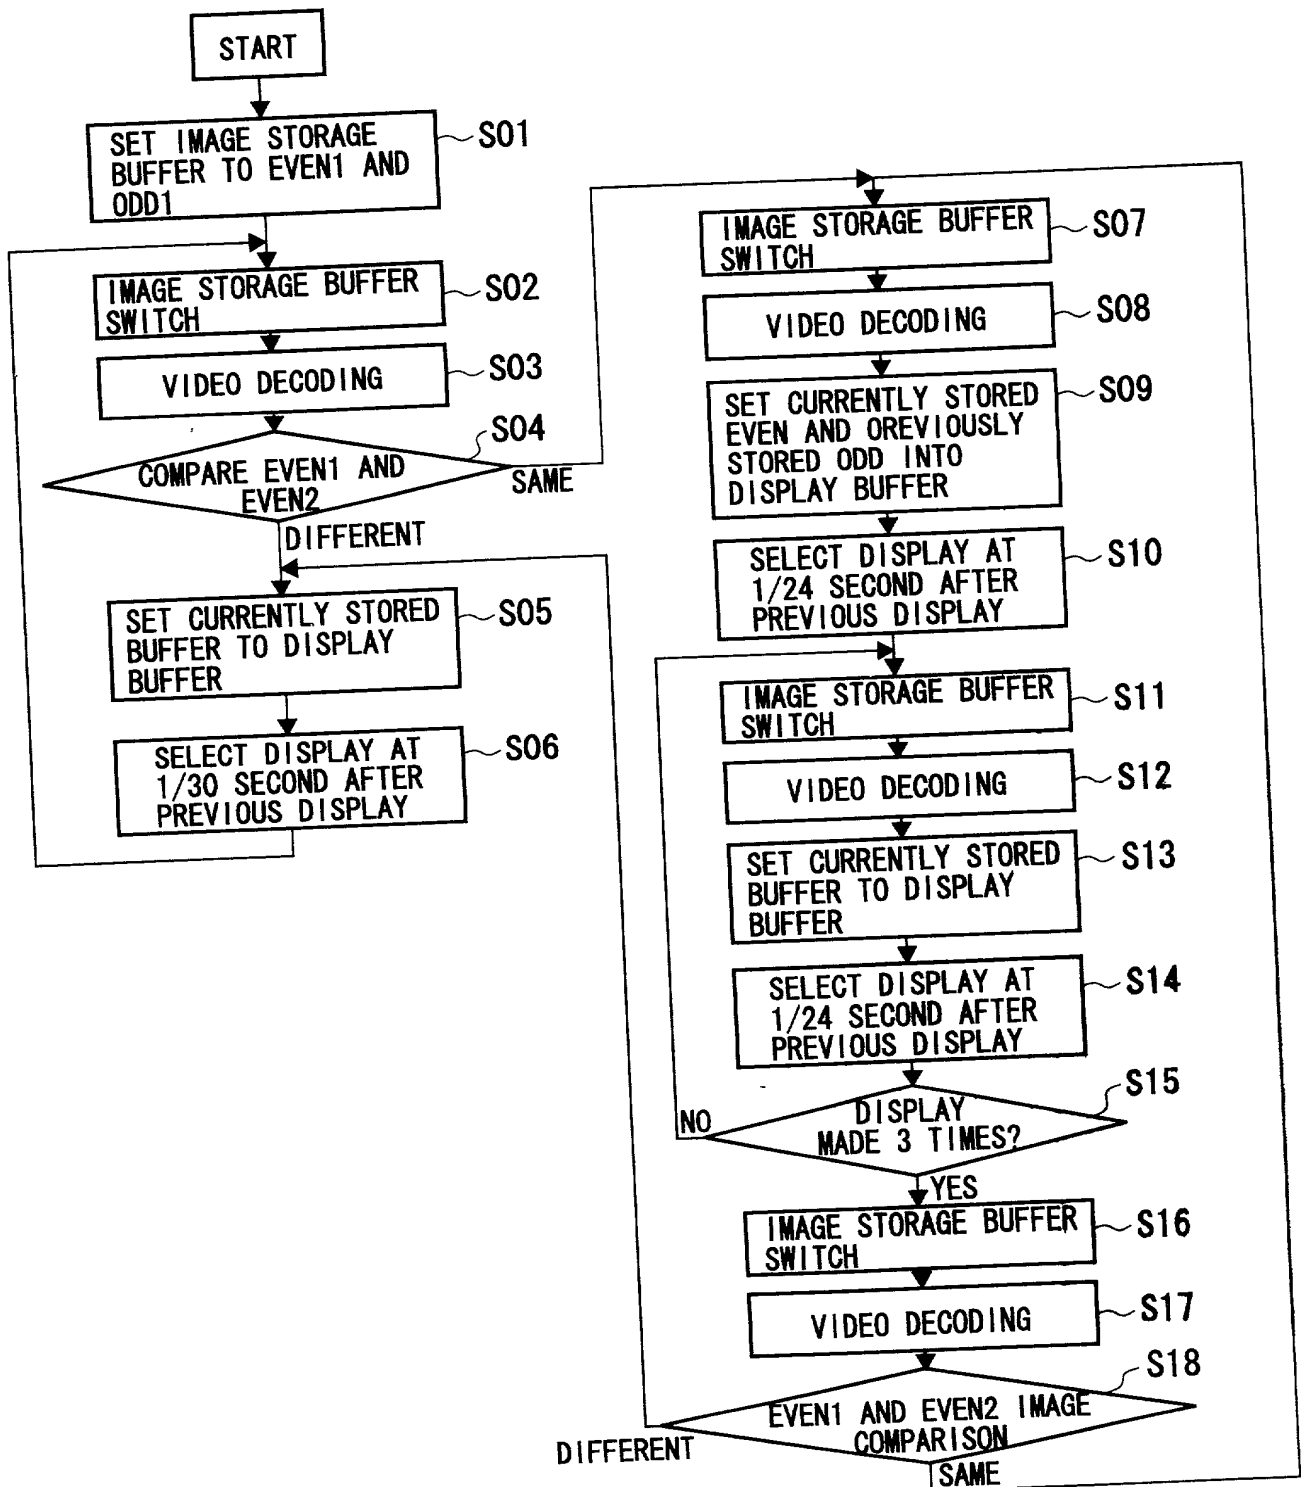 START
SET IMAGE STORAGE
BUFFER TO EVEN1 AND
ODD1
S01
IMAGE STORAGE BUFFER
SWITCH
S02
VIDEO DECODING
S03
COMPARE EVEN1 AND
EVEN2
S04
SAME
DIFFERENT
SET CURRENTLY STORED
BUFFER TO DISPLAY
BUFFER
S05
SELECT DISPLAY AT
1/30 SECOND AFTER
PREVIOUS DISPLAY
S06
IMAGE STORAGE BUFFER
SWITCH
S07
VIDEO DECODING
S08
SET CURRENTLY STORED
EVEN AND OREVIOUSLY
STORED ODD INTO
DISPLAY BUFFER
S09
SELECT DISPLAY AT
1/24 SECOND AFTER
PREVIOUS DISPLAY
S10
IMAGE STORAGE BUFFER
SWITCH
S11
VIDEO DECODING
S12
SET CURRENTLY STORED
BUFFER TO DISPLAY
BUFFER
S13
SELECT DISPLAY AT
1/24 SECOND AFTER
PREVIOUS DISPLAY
S14
DISPLAY
MADE 3 TIMES?
S15
NO
YES
IMAGE STORAGE BUFFER
SWITCH
S16
VIDEO DECODING
S17
EVEN1 AND EVEN2 IMAGE
COMPARISON
S18
DIFFERENT
SAME